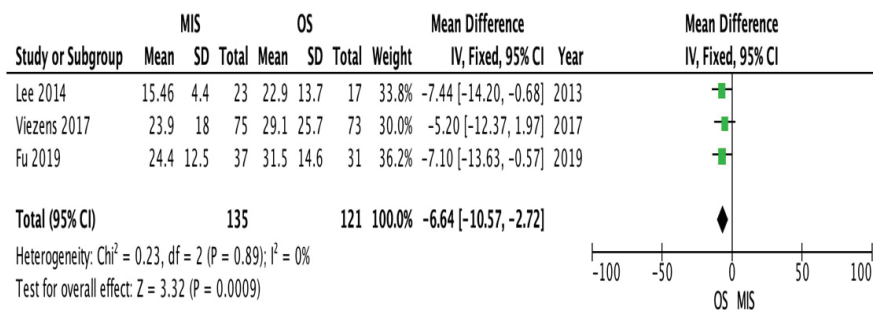 MIS OS Mean Difference Mean Difference
Study or Subgroup Mean SD Total Mean SD Total Weight IV, Fixed, 95% CI Year IV, Fixed, 95% CI
Lee 2014 15.46 4.4 23 22.9 13.7 17 33.8% −7.44 [−14.20, −0.68] 2013
Viezens 2017 23.9 18 75 29.1 25.7 73 30.0% −5.20 [−12.37, 1.97] 2017
Fu 2019 24.4 12.5 37 31.5 14.6 31 36.2% −7.10 [−13.63, −0.57] 2019
Total (95% CI) 135 121 100.0% −6.64 [−10.57, −2.72]
Heterogeneity: Chi² = 0.23, df = 2 (P = 0.89); I² = 0%
Test for overall effect: Z = 3.32 (P = 0.0009)
−100 −50 0 50 100
OS MIS